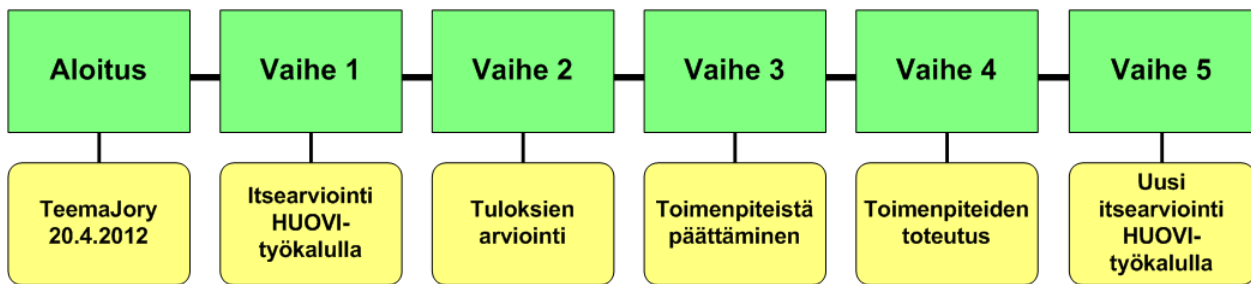 Aloitus
Vaihe 1
Vaihe 2
Vaihe 3
Vaihe 4
Vaihe 5
TeemaJory
20.4.2012
Itsearviointi
HUOVI-
työkalulla
Tuloksien
arviointi
Toimenpiteistä
päättäminen
Toimenpiteiden
toteutus
Uusi
itsearviointi
HUOVI-
työkalulla